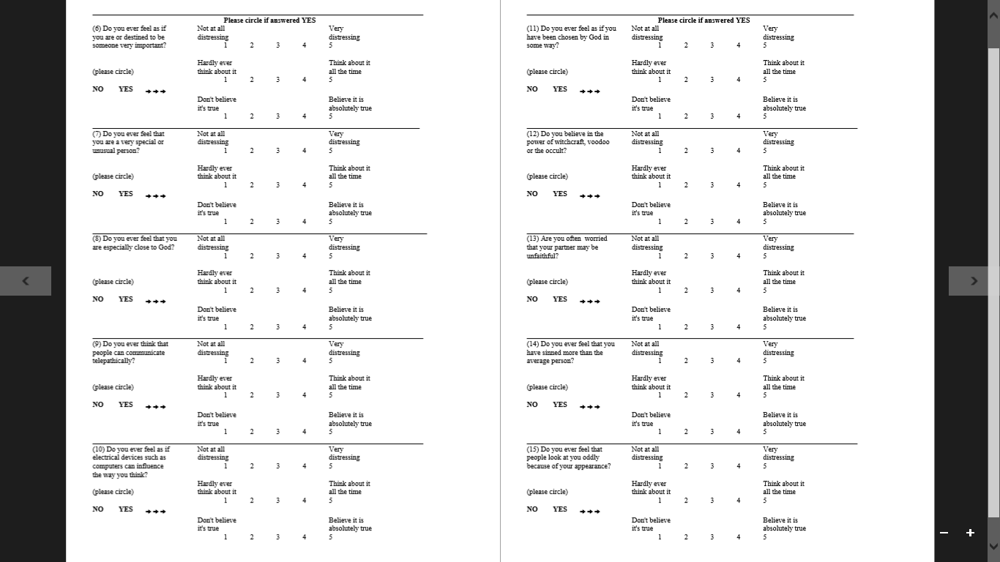 Please circle if answered YES
(6) Do you ever feel as if Not at all Very
you are or destined to be distressing distressing
someone very important? 1 2 3 4 5
Hardly ever Think about it
(please circle) think about it all the time
1 2 3 4 5
NO YES ➔➔➔
Don't believe Believe it is
it's true absolutely true
1 2 3 4 5
(7) Do you ever feel that Not at all Very
you are a very special or distressing distressing
unusual person? 1 2 3 4 5
Hardly ever Think about it
(please circle) think about it all the time
1 2 3 4 5
NO YES ➔➔➔
Don't believe Believe it is
it's true absolutely true
1 2 3 4 5
(8) Do you ever feel that you Not at all Very
are especially close to God? distressing distressing
1 2 3 4 5
Hardly ever Think about it
(please circle) think about it all the time
1 2 3 4 5
NO YES ➔➔➔
Don't believe Believe it is
it's true absolutely true
1 2 3 4 5
(9) Do you ever think that Not at all Very
people can communicate distressing distressing
telepathically? 1 2 3 4 5
Hardly ever Think about it
(please circle) think about it all the time
1 2 3 4 5
NO YES ➔➔➔
Don't believe Believe it is
it's true absolutely true
1 2 3 4 5
(10) Do you ever feel as if Not at all Very
electrical devices such as distressing distressing
computers can influence 1 2 3 4 5
the way you think?
Hardly ever Think about it
(please circle) think about it all the time
1 2 3 4 5
NO YES ➔➔➔
Don't believe Believe it is
it's true absolutely true
1 2 3 4 5
Please circle if answered YES
(11) Do you ever feel as if you Not at all Very
have been chosen by God in distressing distressing
some way? 1 2 3 4 5
Hardly ever Think about it
(please circle) think about it all the time
1 2 3 4 5
NO YES ➔➔➔
Don't believe Believe it is
it's true absolutely true
1 2 3 4 5
(12) Do you believe in the Not at all Very
power of witchcraft, voodoo distressing distressing
or the occult? 1 2 3 4 5
Hardly ever Think about it
(please circle) think about it all the time
1 2 3 4 5
NO YES ➔➔➔
Don't believe Believe it is
it's true absolutely true
1 2 3 4 5
(13) Are you often worried Not at all Very
that your partner may be distressing distressing
unfaithful? 1 2 3 4 5
Hardly ever Think about it
(please circle) think about it all the time
1 2 3 4 5
NO YES ➔➔➔
Don't believe Believe it is
it's true absolutely true
1 2 3 4 5
(14) Do you ever feel that you Not at all Very
have sinned more than the distressing distressing
average person? 1 2 3 4 5
Hardly ever Think about it
(please circle) think about it all the time
1 2 3 4 5
NO YES ➔➔➔
Don't believe Believe it is
it's true absolutely true
1 2 3 4 5
(15) Do you ever feel that Not at all Very
people look at you oddly distressing distressing
because of your appearance? 1 2 3 4 5
Hardly ever Think about it
(please circle) think about it all the time
1 2 3 4 5
NO YES ➔➔➔
Don't believe Believe it is
it's true absolutely true
1 2 3 4 5